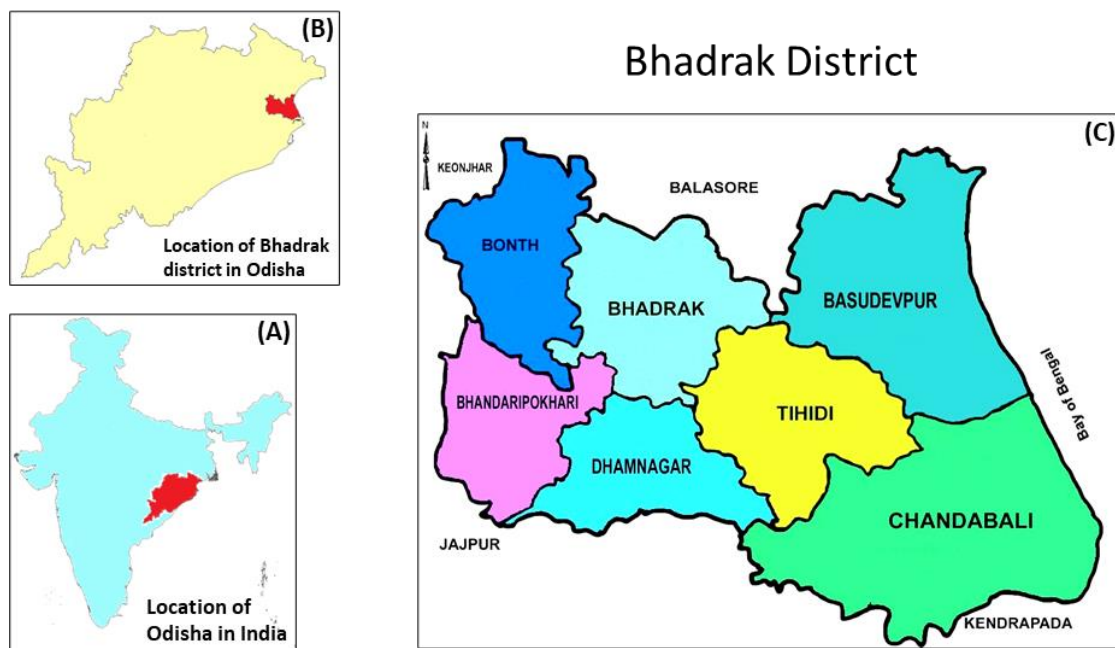 (B)
Location of Bhadrak
district in Odisha
(A)
Location of
Odisha in India
Bhadrak District
(C)
N
KEONJHAR
BALASORE
BONTH
BHADRAK
BASUDEVPUR
BHANDARIPOKHARI
TIHIDI
Bay of Bengal
DHAMNAGAR
CHANDABALI
JAJPUR
KENDRAPADA